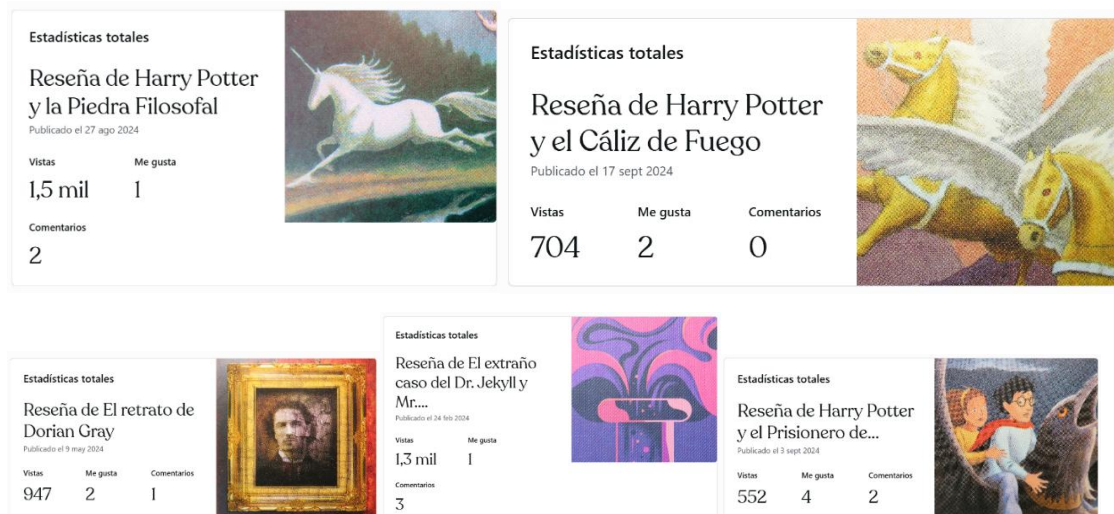 Estadísticas totales
Reseña de Harry Potter
y la Piedra Filosofal
Publicado el 27 ago 2024
Vistas Me gusta
1,5 mil 1
Comentarios
2
Estadísticas totales
Reseña de Harry Potter
y el Cáliz de Fuego
Publicado el 17 sept 2024
Vistas Me gusta Comentarios
704 2 0
Estadísticas totales
Reseña de El retrato de
Dorian Gray
Publicado el 9 may 2024
Vistas Me gusta Comentarios
947 2 1
Estadísticas totales
Reseña de El extraño
caso del Dr. Jekyll y
Mr....
Publicado el 24 feb 2024
Vistas Me gusta
1,3 mil 1
Comentarios
3
Estadísticas totales
Reseña de Harry Potter
y el Prisionero de...
Publicado el 3 sept 2024
Vistas Me gusta Comentarios
552 4 2